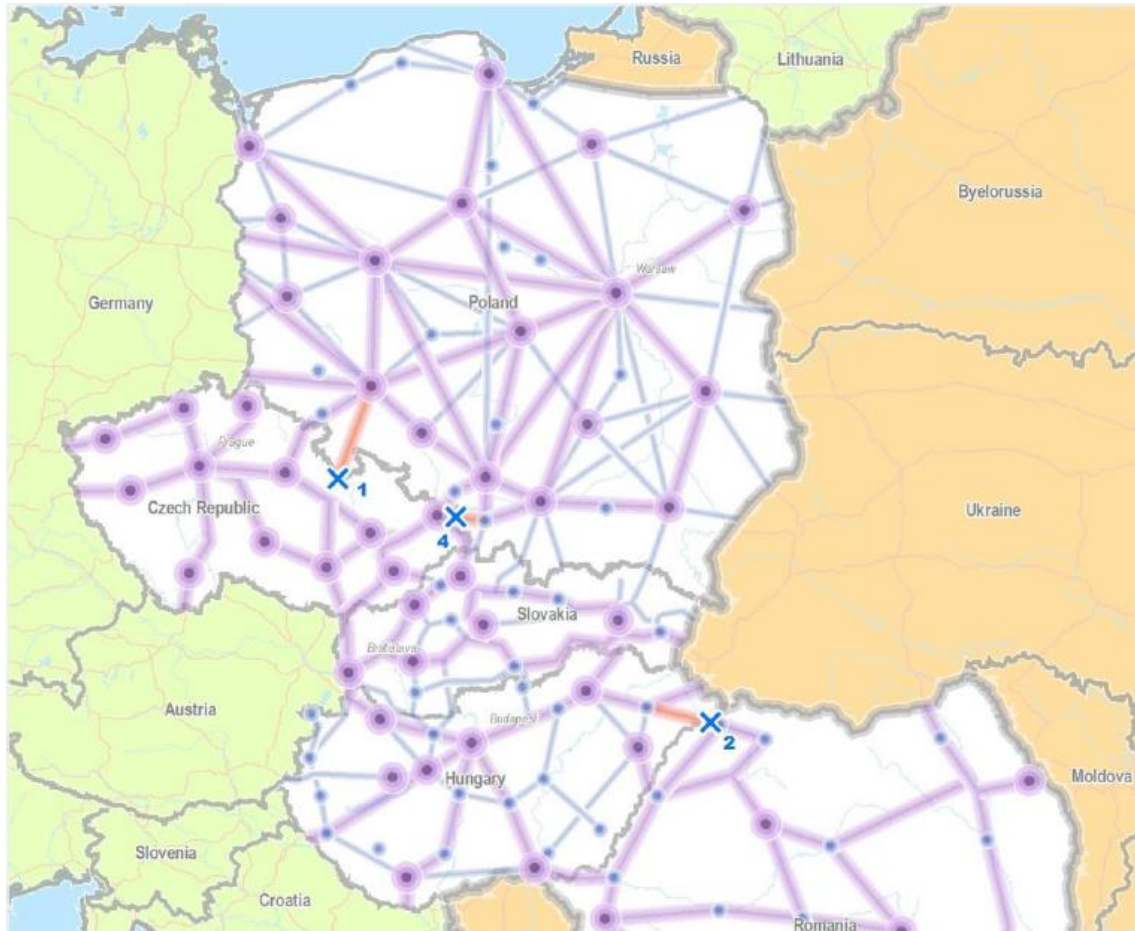 Russia
Lithuania
Byelorussia
Warsaw
Germany
Poland
Prague
1
Czech Republic
Ukraine
4
Slovakia
Bratislava
Austria
Budapest
2
Hungary
Moldova
Slovenia
Croatia
Romania